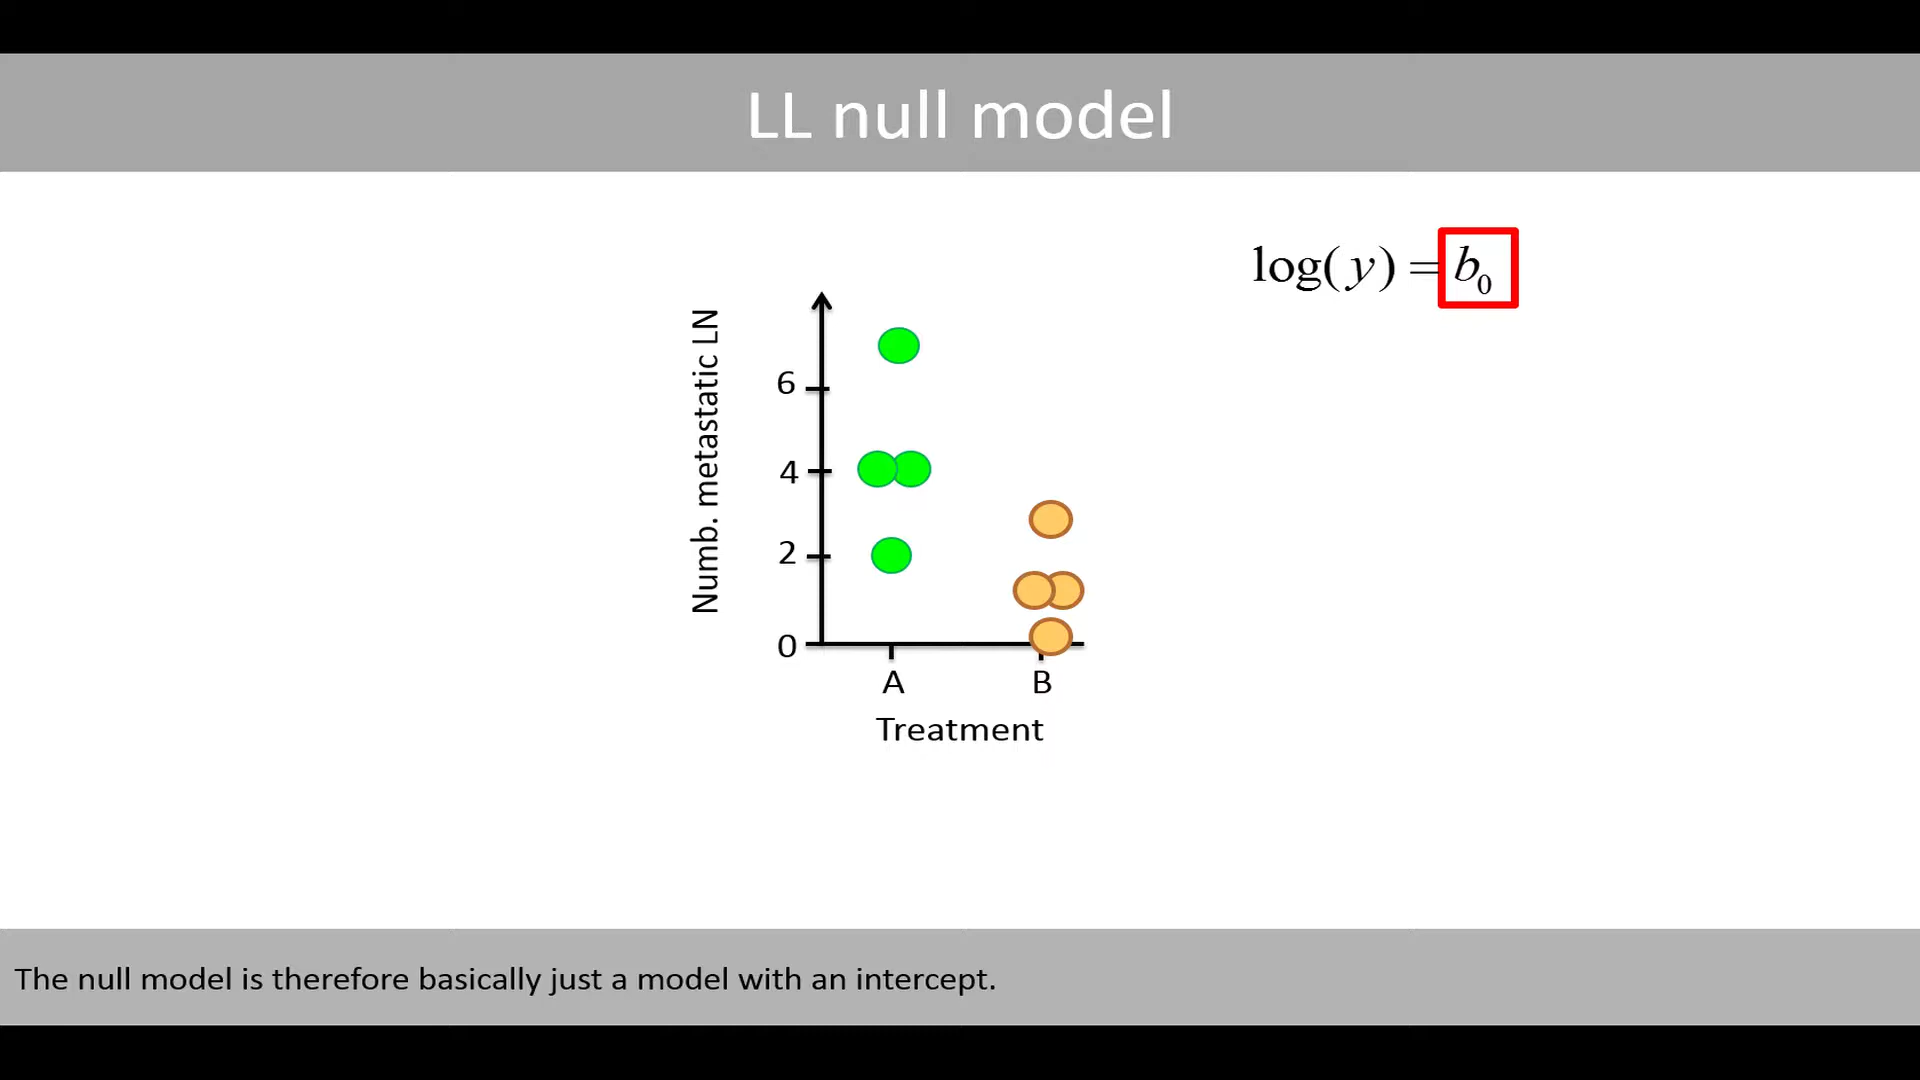 LL null model
log(y) = b₀
Numb. metastatic LN
6
4
2
0
A B
Treatment
The null model is therefore basically just a model with an intercept.